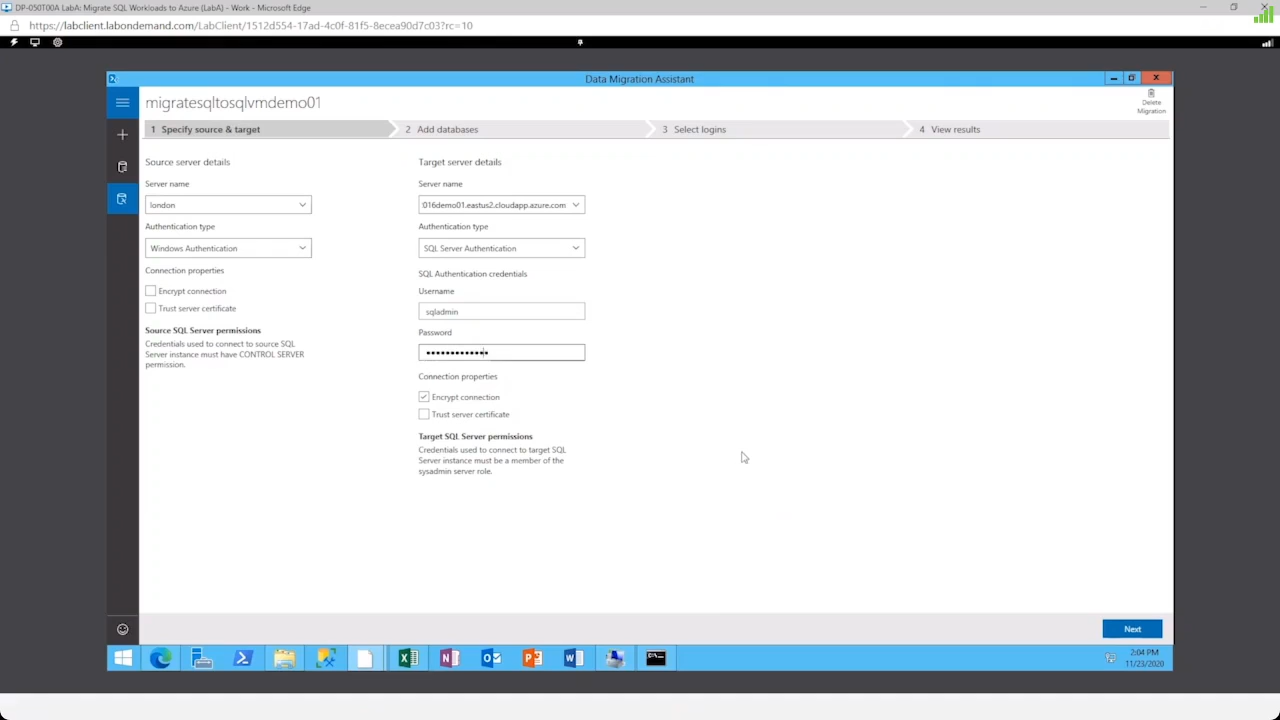 DP-050T00A LabA: Migrate SQL Workloads to Azure (LabA) - Work - Microsoft Edge
https://labclient.labondemand.com/LabClient/1512d554-17ad-4c0f-81f5-8ecea90d7c03?rc=10
Data Migration Assistant
migratesqltosqlvmdemo01
Delete
Migration
1 Specify source & target
2 Add databases
3 Select logins
4 View results
Source server details
Server name
london
Authentication type
Windows Authentication
Connection properties
Encrypt connection
Trust server certificate
Source SQL Server permissions
Credentials used to connect to source SQL
Server instance must have CONTROL SERVER
permission.
Target server details
Server name
016demo01.eastus2.cloudapp.azure.com
Authentication type
SQL Server Authentication
SQL Authentication credentials
Username
sqladmin
Password
Connection properties
Encrypt connection
Trust server certificate
Target SQL Server permissions
Credentials used to connect to target SQL
Server instance must be a member of the
sysadmin server role.
Next
2:04 PM
11/23/2020